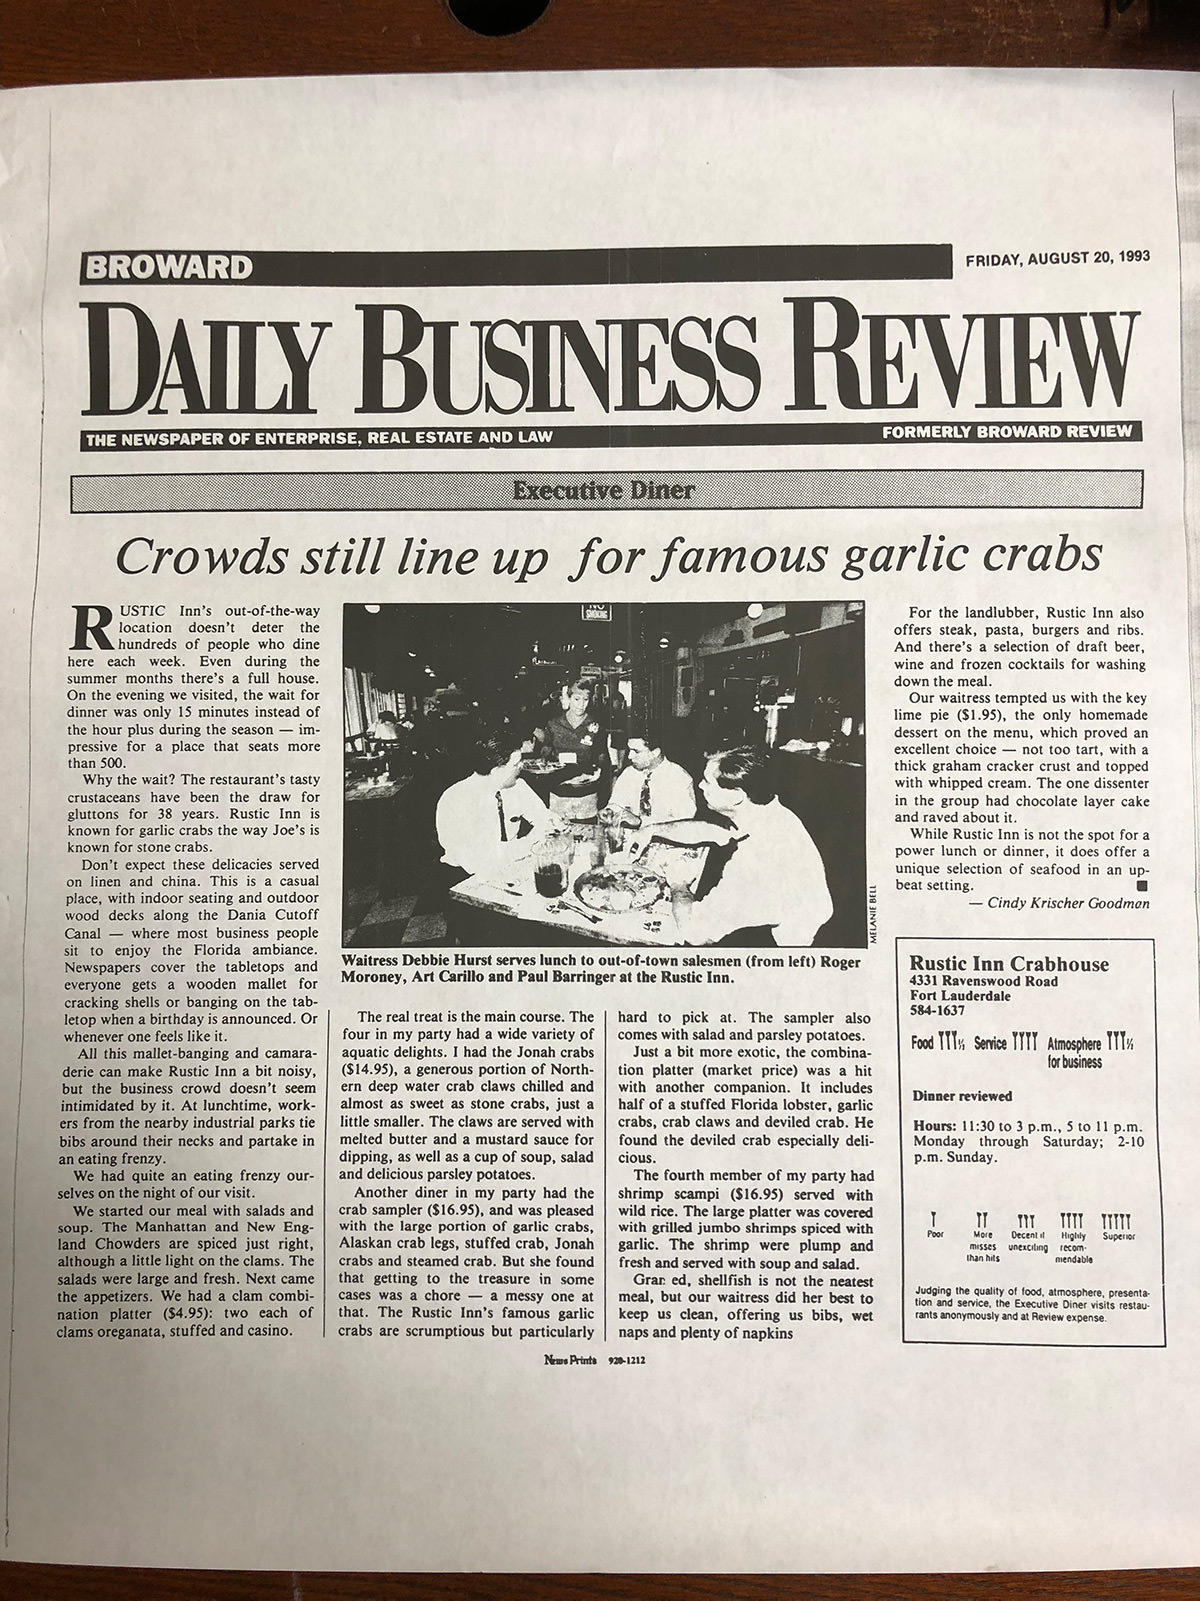 BROWARD
FRIDAY, AUGUST 20, 1993
DAILY BUSINESS REVIEW
THE NEWSPAPER OF ENTERPRISE, REAL ESTATE AND LAW
FORMERLY BROWARD REVIEW
Executive Diner
Crowds still line up for famous garlic crabs
RUSTIC Inn's out-of-the-way
location doesn't deter the
hundreds of people who dine
here each week. Even during the
summer months there's a full house.
On the evening we visited, the wait for
dinner was only 15 minutes instead of
the hour plus during the season — im-
pressive for a place that seats more
than 500.
Why the wait? The restaurant's tasty
crustaceans have been the draw for
gluttons for 38 years. Rustic Inn is
known for garlic crabs the way Joe's is
known for stone crabs.
Don't expect these delicacies served
on linen and china. This is a casual
place, with indoor seating and outdoor
wood decks along the Dania Cutoff
Canal — where most business people
sit to enjoy the Florida ambiance.
Newspapers cover the tabletops and
everyone gets a wooden mallet for
cracking shells or banging on the tab-
letop when a birthday is announced. Or
whenever one feels like it.
All this mallet-banging and camara-
derie can make Rustic Inn a bit noisy,
but the business crowd doesn't seem
intimidated by it. At lunchtime, work-
ers from the nearby industrial parks tie
bibs around their necks and partake in
an eating frenzy.
We had quite an eating frenzy our-
selves on the night of our visit.
We started our meal with salads and
soup. The Manhattan and New Eng-
land Chowders are spiced just right,
although a little light on the clams. The
salads were large and fresh. Next came
the appetizers. We had a clam combi-
nation platter ($4.95): two each of
clams oreganata, stuffed and casino.
NO
SMOKING
MELANIE BELL
Waitress Debbie Hurst serves lunch to out-of-town salesmen (from left) Roger
Moroney, Art Carillo and Paul Barringer at the Rustic Inn.
The real treat is the main course. The
four in my party had a wide variety of
aquatic delights. I had the Jonah crabs
($14.95), a generous portion of North-
ern deep water crab claws chilled and
almost as sweet as stone crabs, just a
little smaller. The claws are served with
melted butter and a mustard sauce for
dipping, as well as a cup of soup, salad
and delicious parsley potatoes.
Another diner in my party had the
crab sampler ($16.95), and was pleased
with the large portion of garlic crabs,
Alaskan crab legs, stuffed crab, Jonah
crabs and steamed crab. But she found
that getting to the treasure in some
cases was a chore — a messy one at
that. The Rustic Inn's famous garlic
crabs are scrumptious but particularly
hard to pick at. The sampler also
comes with salad and parsley potatoes.
Just a bit more exotic, the combina-
tion platter (market price) was a hit
with another companion. It includes
half of a stuffed Florida lobster, garlic
crabs, crab claws and deviled crab. He
found the deviled crab especially deli-
cious.
The fourth member of my party had
shrimp scampi ($16.95) served with
wild rice. The large platter was covered
with grilled jumbo shrimps spiced with
garlic. The shrimp were plump and
fresh and served with soup and salad.
Gran ed, shellfish is not the neatest
meal, but our waitress did her best to
keep us clean, offering us bibs, wet
naps and plenty of napkins
For the landlubber, Rustic Inn also
offers steak, pasta, burgers and ribs.
And there's a selection of draft beer,
wine and frozen cocktails for washing
down the meal.
Our waitress tempted us with the key
lime pie ($1.95), the only homemade
dessert on the menu, which proved an
excellent choice — not too tart, with a
thick graham cracker crust and topped
with whipped cream. The one dissenter
in the group had chocolate layer cake
and raved about it.
While Rustic Inn is not the spot for a
power lunch or dinner, it does offer a
unique selection of seafood in an up-
beat setting.
— Cindy Krischer Goodman
Rustic Inn Crabhouse
4331 Ravenswood Road
Fort Lauderdale
584-1637
Food ½ Service Atmosphere ½
for business
Dinner reviewed
Hours: 11:30 to 3 p.m., 5 to 11 p.m.
Monday through Saturday; 2-10
p.m. Sunday.
Poor
More
misses
than hits
Decent if
unexciting
Highly
recom-
mendable
Superior
Judging the quality of food, atmosphere, presenta-
tion and service, the Executive Diner visits restau-
rants anonymously and at Review expense.
News Prints 920-1212